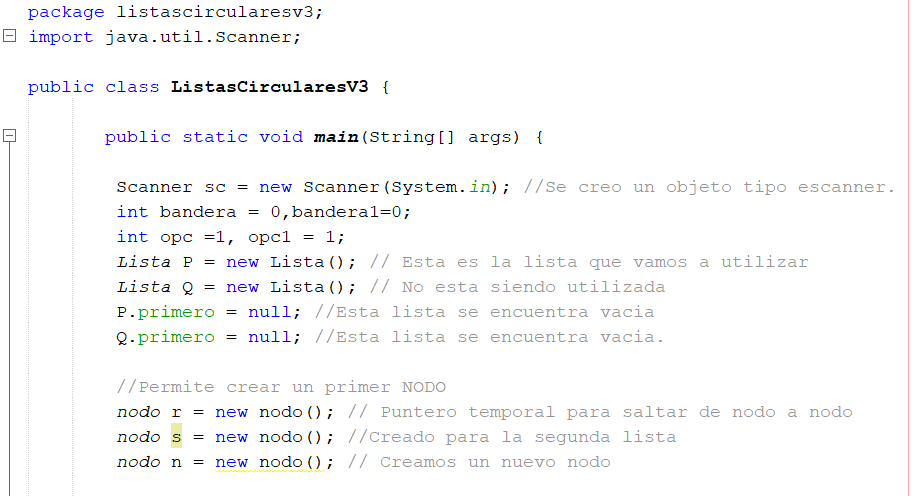 package listascircularesv3;
import java.util.Scanner;
public class ListasCircularesV3 {
public static void main(String[] args) {
Scanner sc = new Scanner(System.in); //Se creo un objeto tipo escanner.
int bandera = 0,bandera1=0;
int opc =1, opc1 = 1;
Lista P = new Lista(); // Esta es la lista que vamos a utilizar
Lista Q = new Lista(); // No esta siendo utilizada
P.primero = null; //Esta lista se encuentra vacia
Q.primero = null; //Esta lista se encuentra vacia.
//Permite crear un primer NODO
nodo r = new nodo(); // Puntero temporal para saltar de nodo a nodo
nodo s = new nodo(); //Creado para la segunda lista
nodo n = new nodo(); // Creamos un nuevo nodo